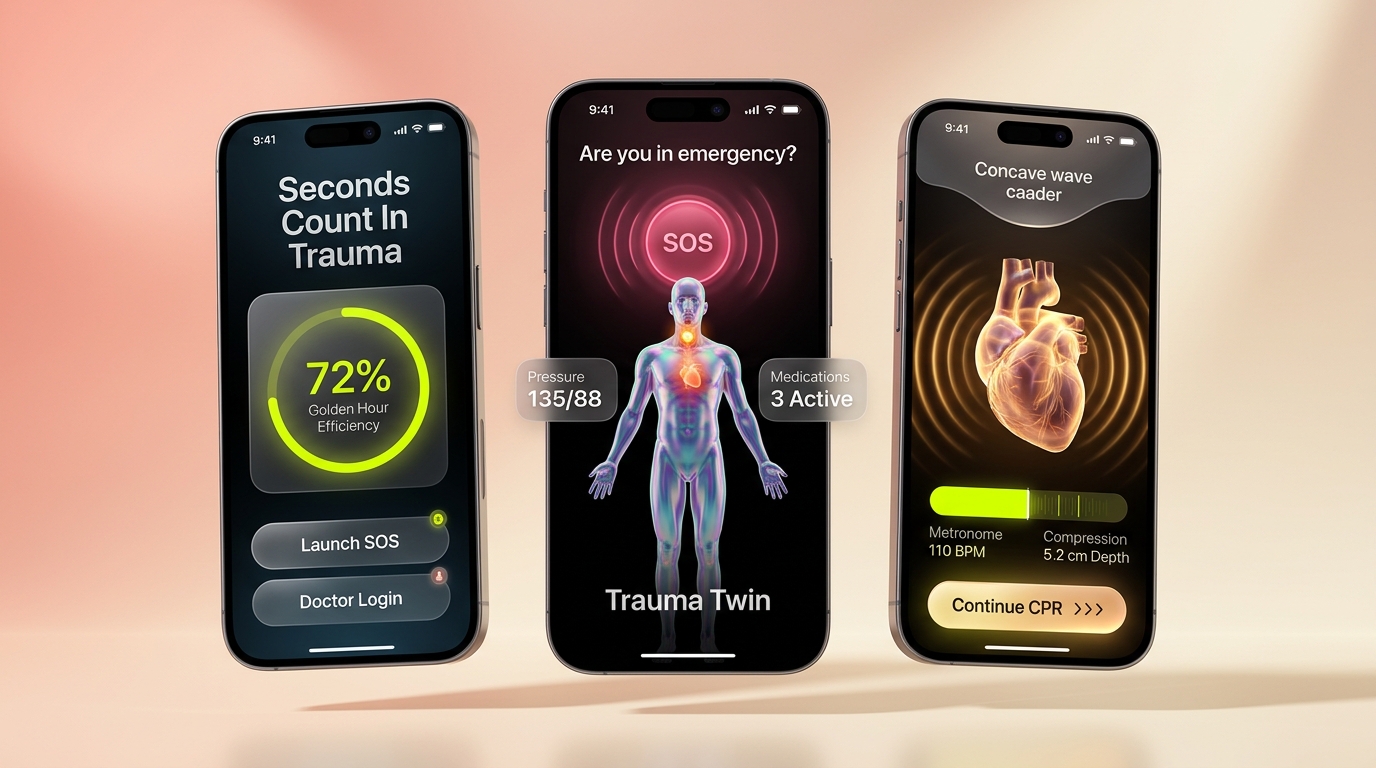 9:41
Seconds
Count In
Trauma
72%
Golden Hour
Efficiency
Launch SOS
Doctor Login
9:41
Are you in emergency?
SOS
Pressure
135/88
Medications
3 Active
Trauma Twin
9:41
Concave wave
caader
Metronome
110 BPM
Compression
5.2 cm Depth
Continue CPR >>>